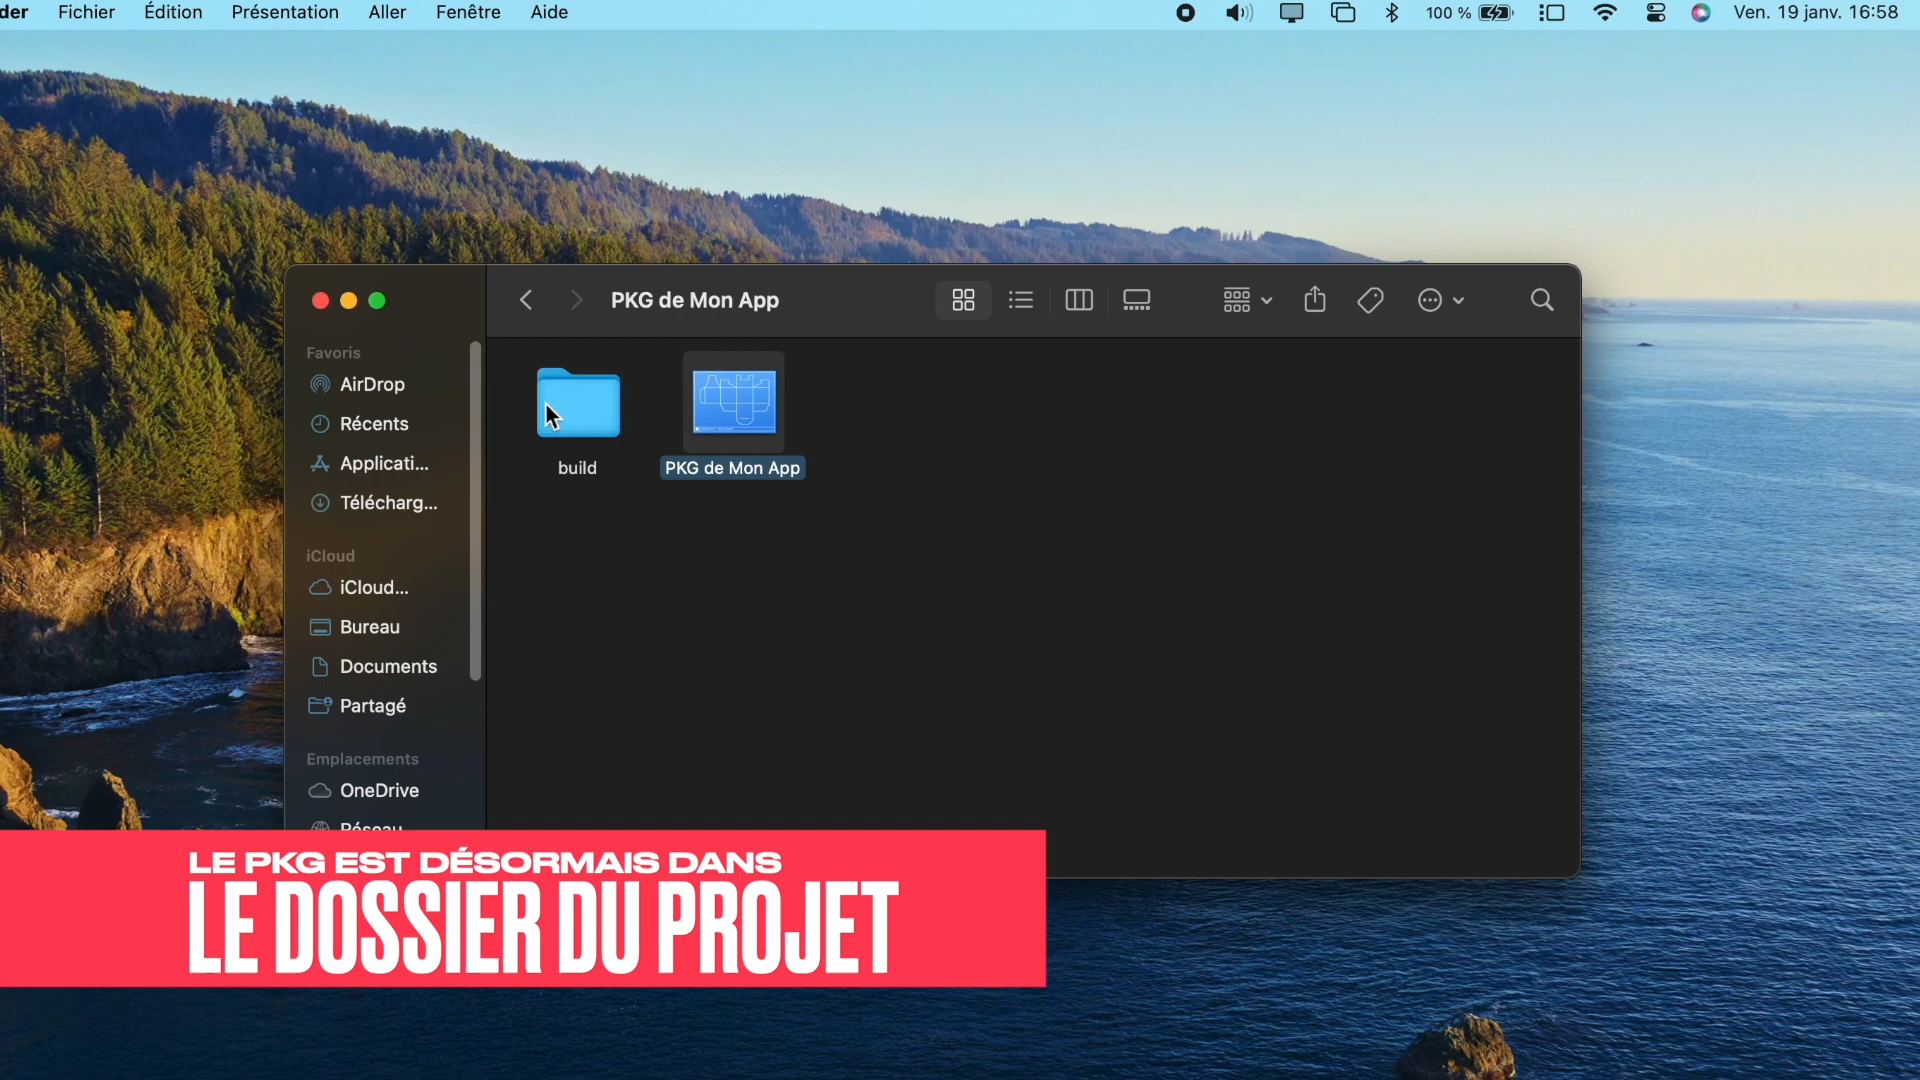 der Fichier Édition Présentation Aller Fenêtre Aide 100 % Ven. 19 janv. 16:58
PKG de Mon App
Favoris
AirDrop
Récents
Applicati...
Télécharg...
iCloud
iCloud...
Bureau
Documents
Partagé
Emplacements
OneDrive
Réseau
build
PKG de Mon App
LE PKG EST DÉSORMAIS DANS
LE DOSSIER DU PROJET